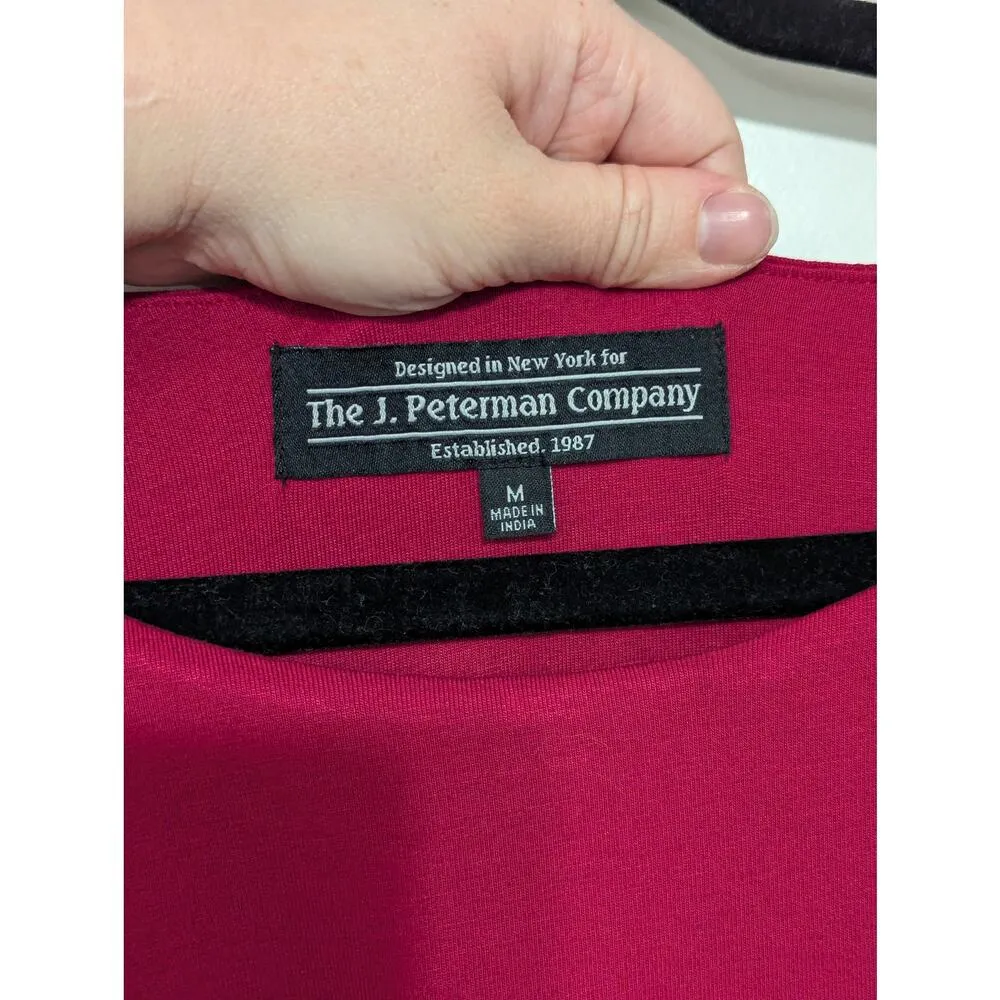 Designed in New York for
The J. Peterman Company
Established. 1987
M
MADE IN
INDIA